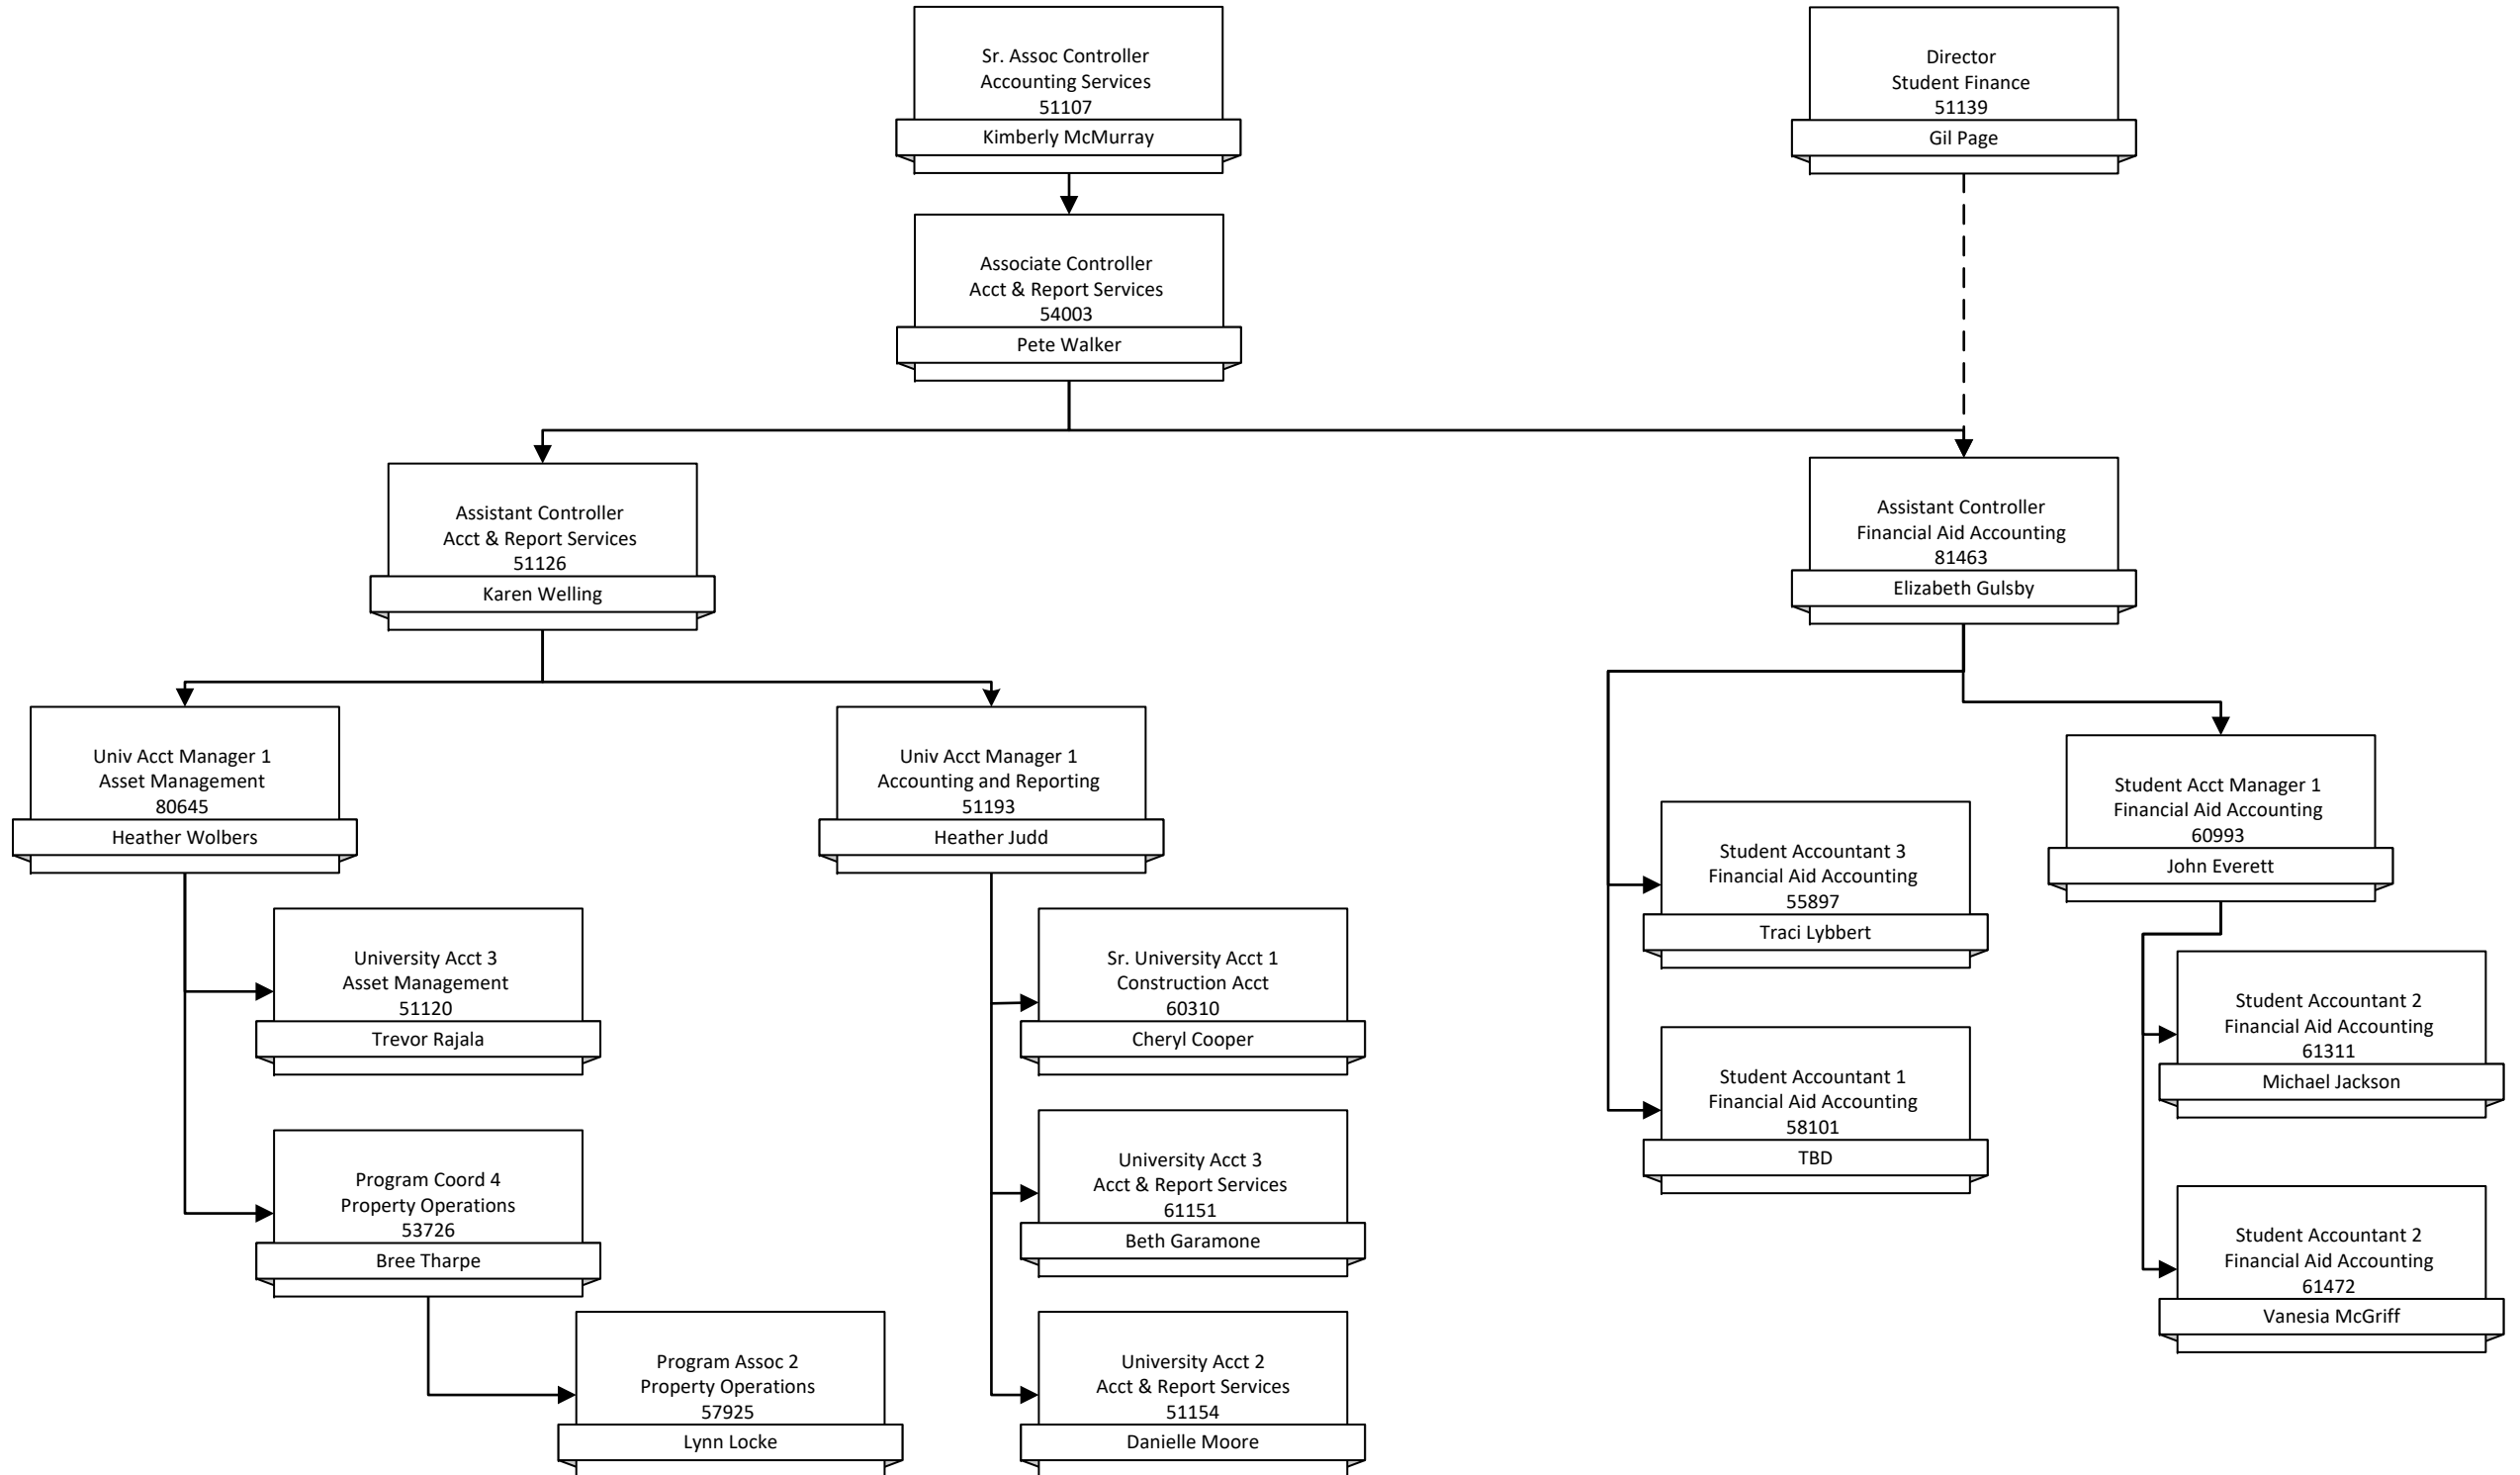 Sr. Assoc Controller
Accounting Services
51107
Kimberly McMurray
Director
Student Finance
51139
Gil Page
Associate Controller
Acct & Report Services
54003
Pete Walker
Assistant Controller
Acct & Report Services
51126
Karen Welling
Assistant Controller
Financial Aid Accounting
81463
Elizabeth Gulsby
Univ Acct Manager 1
Asset Management
80645
Heather Wolbers
Univ Acct Manager 1
Accounting and Reporting
51193
Heather Judd
Student Acct Manager 1
Financial Aid Accounting
60993
John Everett
Student Accountant 3
Financial Aid Accounting
55897
Traci Lybbert
University Acct 3
Asset Management
51120
Trevor Rajala
Sr. University Acct 1
Construction Acct
60310
Cheryl Cooper
Student Accountant 2
Financial Aid Accounting
61311
Michael Jackson
Student Accountant 1
Financial Aid Accounting
58101
TBD
Program Coord 4
Property Operations
53726
Bree Tharpe
University Acct 3
Acct & Report Services
61151
Beth Garamone
Student Accountant 2
Financial Aid Accounting
61472
Vanesia McGriff
Program Assoc 2
Property Operations
57925
Lynn Locke
University Acct 2
Acct & Report Services
51154
Danielle Moore